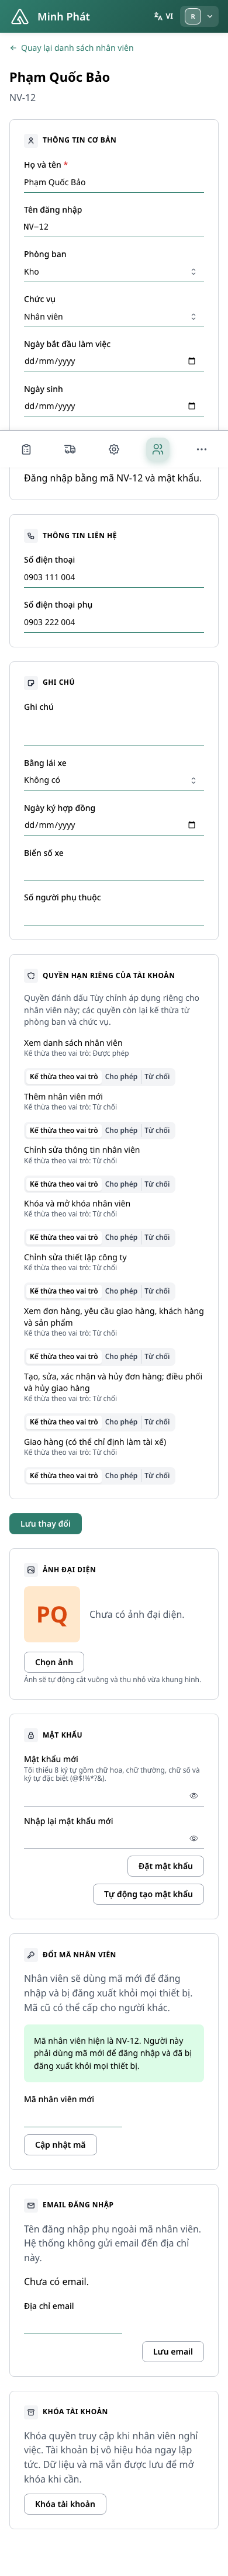 Minh Phát
VI
R
Quay lại danh sách nhân viên
Phạm Quốc Bảo
NV-12
THÔNG TIN CƠ BẢN
Họ và tên *
Phạm Quốc Bảo
Tên đăng nhập
NV-12
Phòng ban
Kho
Chức vụ
Nhân viên
Ngày bắt đầu làm việc
dd/mm/yyyy
Ngày sinh
dd/mm/yyyy
Đăng nhập bằng mã NV-12 và mật khẩu.
THÔNG TIN LIÊN HỆ
Số điện thoại
0903 111 004
Số điện thoại phụ
0903 222 004
GHI CHÚ
Ghi chú
Bằng lái xe
Không có
Ngày ký hợp đồng
dd/mm/yyyy
Biển số xe
Số người phụ thuộc
QUYỀN HẠN RIÊNG CỦA TÀI KHOẢN
Quyền đánh dấu Tùy chỉnh áp dụng riêng cho
nhân viên này; các quyền còn lại kế thừa từ
phòng ban và chức vụ.
Xem danh sách nhân viên
Kế thừa theo vai trò: Được phép
Kế thừa theo vai trò Cho phép Từ chối
Thêm nhân viên mới
Kế thừa theo vai trò: Từ chối
Kế thừa theo vai trò Cho phép Từ chối
Chỉnh sửa thông tin nhân viên
Kế thừa theo vai trò: Từ chối
Kế thừa theo vai trò Cho phép Từ chối
Khóa và mở khóa nhân viên
Kế thừa theo vai trò: Từ chối
Kế thừa theo vai trò Cho phép Từ chối
Chỉnh sửa thiết lập công ty
Kế thừa theo vai trò: Từ chối
Kế thừa theo vai trò Cho phép Từ chối
Xem đơn hàng, yêu cầu giao hàng, khách hàng
và sản phẩm
Kế thừa theo vai trò: Từ chối
Kế thừa theo vai trò Cho phép Từ chối
Tạo, sửa, xác nhận và hủy đơn hàng; điều phối
và hủy giao hàng
Kế thừa theo vai trò: Từ chối
Kế thừa theo vai trò Cho phép Từ chối
Giao hàng (có thể chỉ định làm tài xế)
Kế thừa theo vai trò: Từ chối
Kế thừa theo vai trò Cho phép Từ chối
Lưu thay đổi
ẢNH ĐẠI DIỆN
PQ
Chưa có ảnh đại diện.
Chọn ảnh
Ảnh sẽ tự động cắt vuông và thu nhỏ vừa khung hình.
MẬT KHẨU
Mật khẩu mới
Tối thiểu 8 ký tự gồm chữ hoa, chữ thường, chữ số và
ký tự đặc biệt (@$!%*?&).
Nhập lại mật khẩu mới
Đặt mật khẩu
Tự động tạo mật khẩu
ĐỔI MÃ NHÂN VIÊN
Nhân viên sẽ dùng mã mới để đăng
nhập và bị đăng xuất khỏi mọi thiết bị.
Mã cũ có thể cấp cho người khác.
Mã nhân viên hiện là NV-12. Người này
phải dùng mã mới để đăng nhập và đã bị
đăng xuất khỏi mọi thiết bị.
Mã nhân viên mới
Cập nhật mã
EMAIL ĐĂNG NHẬP
Tên đăng nhập phụ ngoài mã nhân viên.
Hệ thống không gửi email đến địa chỉ
này.
Chưa có email.
Địa chỉ email
Lưu email
KHÓA TÀI KHOẢN
Khóa quyền truy cập khi nhân viên nghỉ
việc. Tài khoản bị vô hiệu hóa ngay lập
tức. Dữ liệu và mã vẫn được lưu để mở
khóa khi cần.
Khóa tài khoản